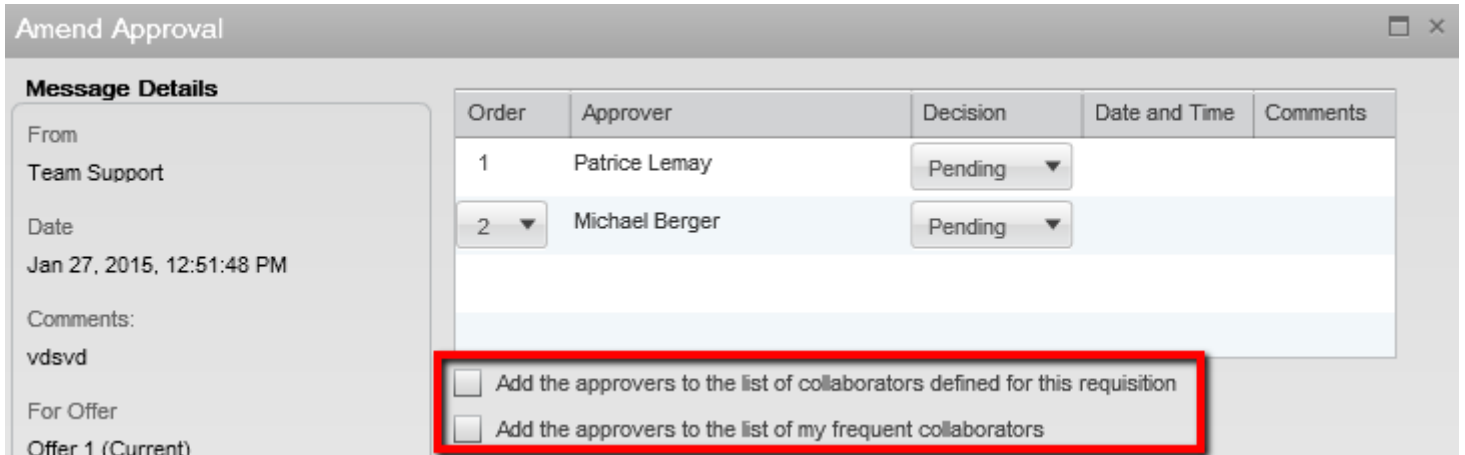 Amend Approval
Message Details
From
Team Support
Date
Jan 27, 2015, 12:51:48 PM
Comments:
vdsvd
For Offer
Offer 1 (Current)
Order Approver Decision Date and Time Comments
1 Patrice Lemay Pending
2 Michael Berger Pending
Add the approvers to the list of collaborators defined for this requisition
Add the approvers to the list of my frequent collaborators